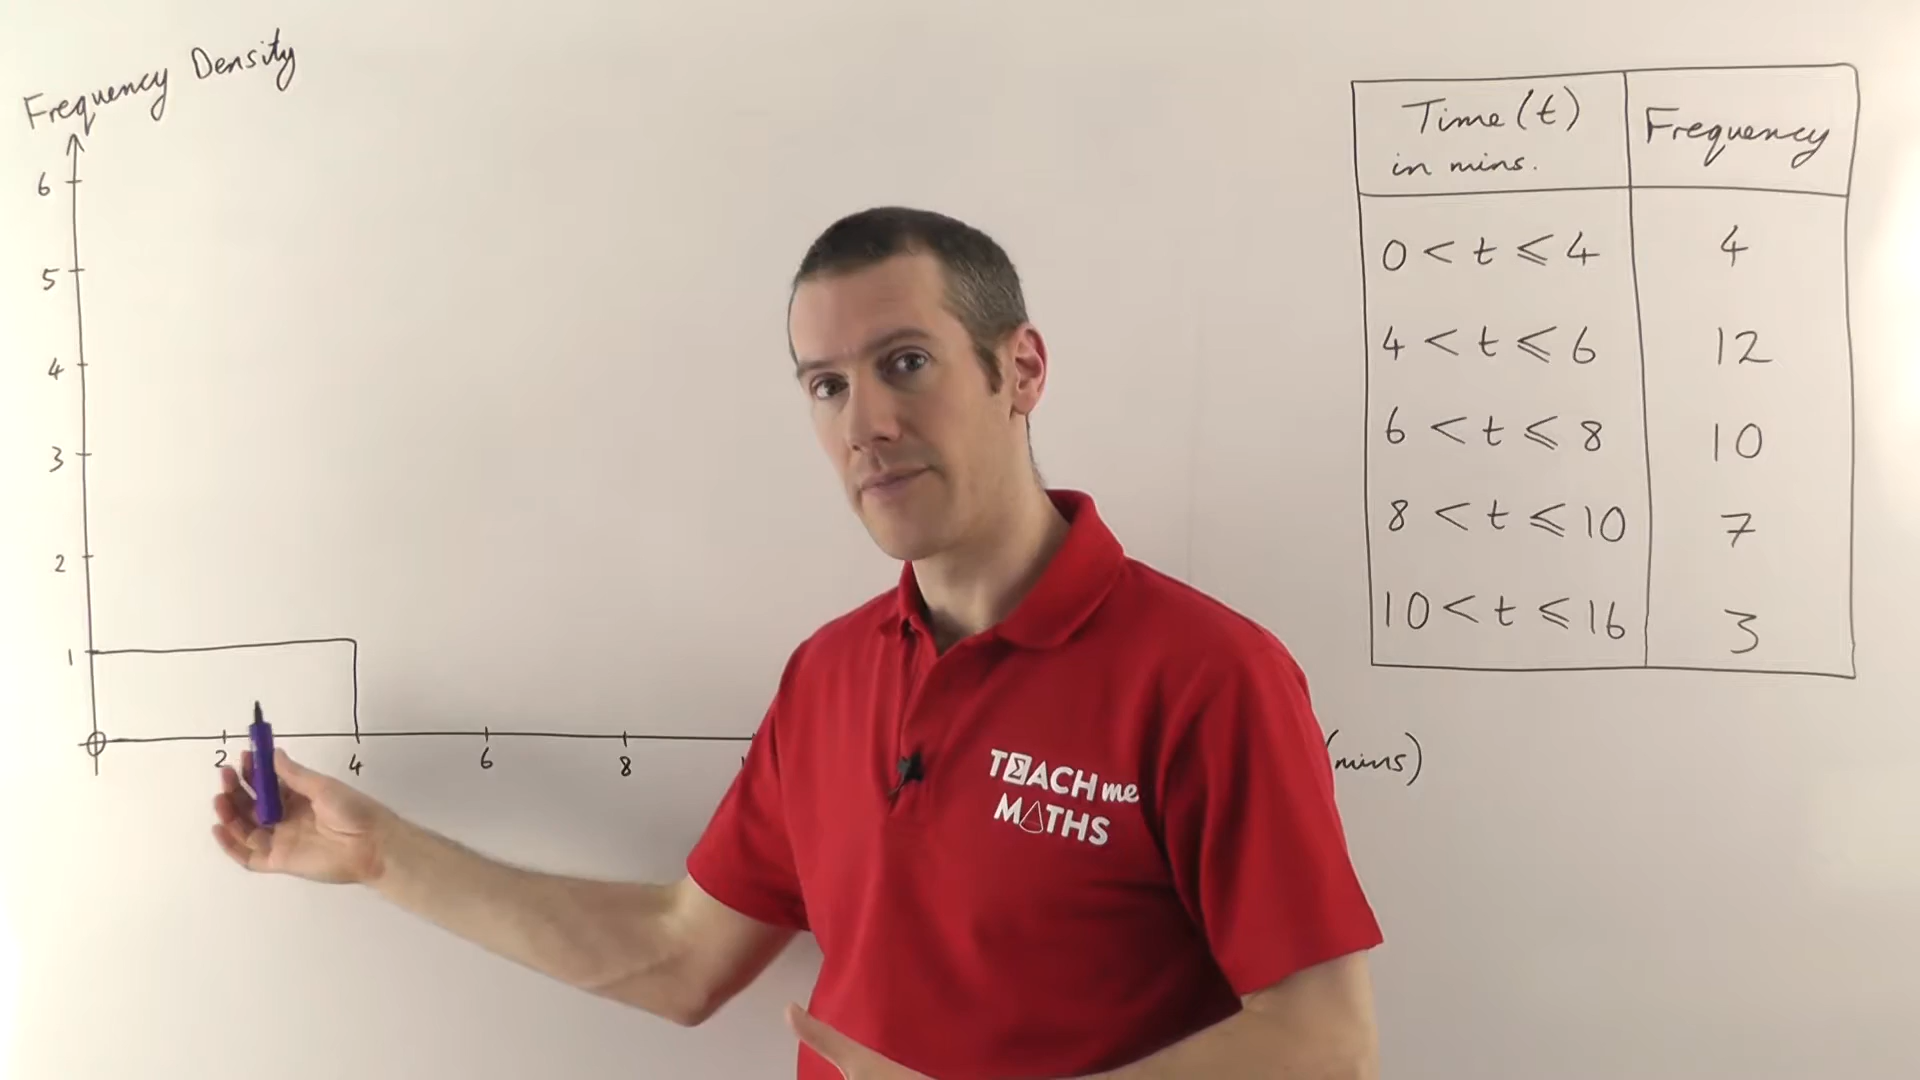 Frequency Density
6
5
4
3
2
1
2 4 6 8
(mins)
Time (t) in mins. Frequency
0 < t ⩽ 4 4
4 < t ⩽ 6 12
6 < t ⩽ 8 10
8 < t ⩽ 10 7
10 < t ⩽ 16 3
TEACH me
MATHS